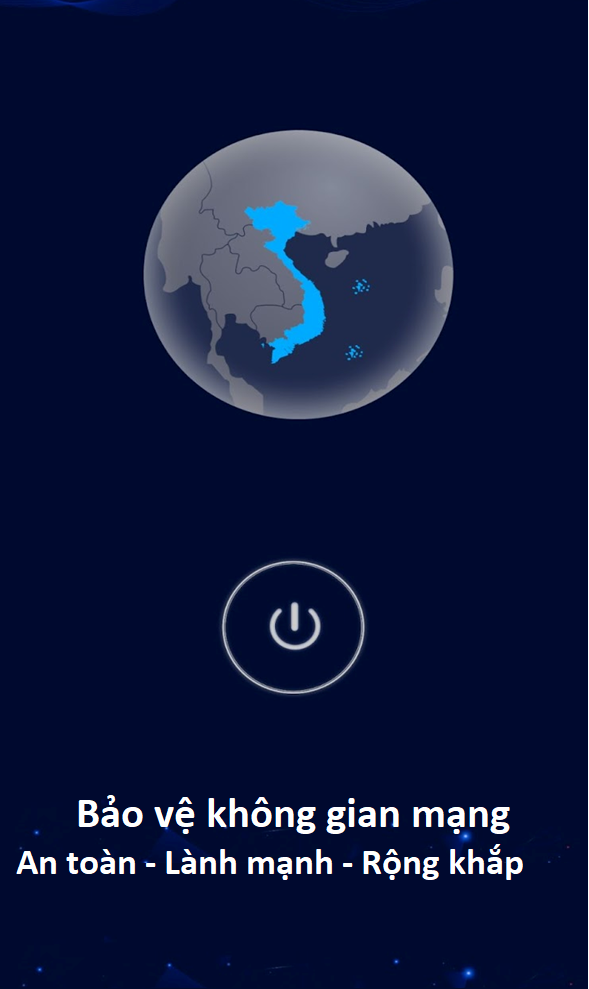 Bảo vệ không gian mạng
An toàn - Lành mạnh - Rộng khắp